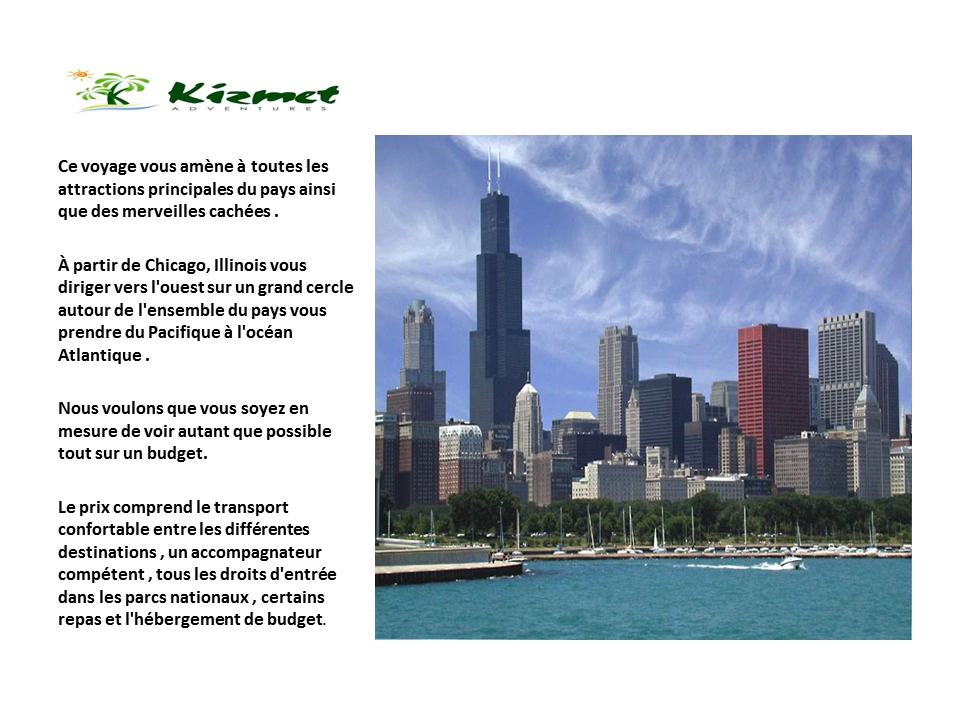 Kizmet
ADVENTURES
Ce voyage vous amène à toutes les
attractions principales du pays ainsi
que des merveilles cachées .
À partir de Chicago, Illinois vous
diriger vers l'ouest sur un grand cercle
autour de l'ensemble du pays vous
prendre du Pacifique à l'océan
Atlantique .
Nous voulons que vous soyez en
mesure de voir autant que possible
tout sur un budget.
Le prix comprend le transport
confortable entre les différentes
destinations , un accompagnateur
compétent , tous les droits d'entrée
dans les parcs nationaux , certains
repas et l'hébergement de budget.